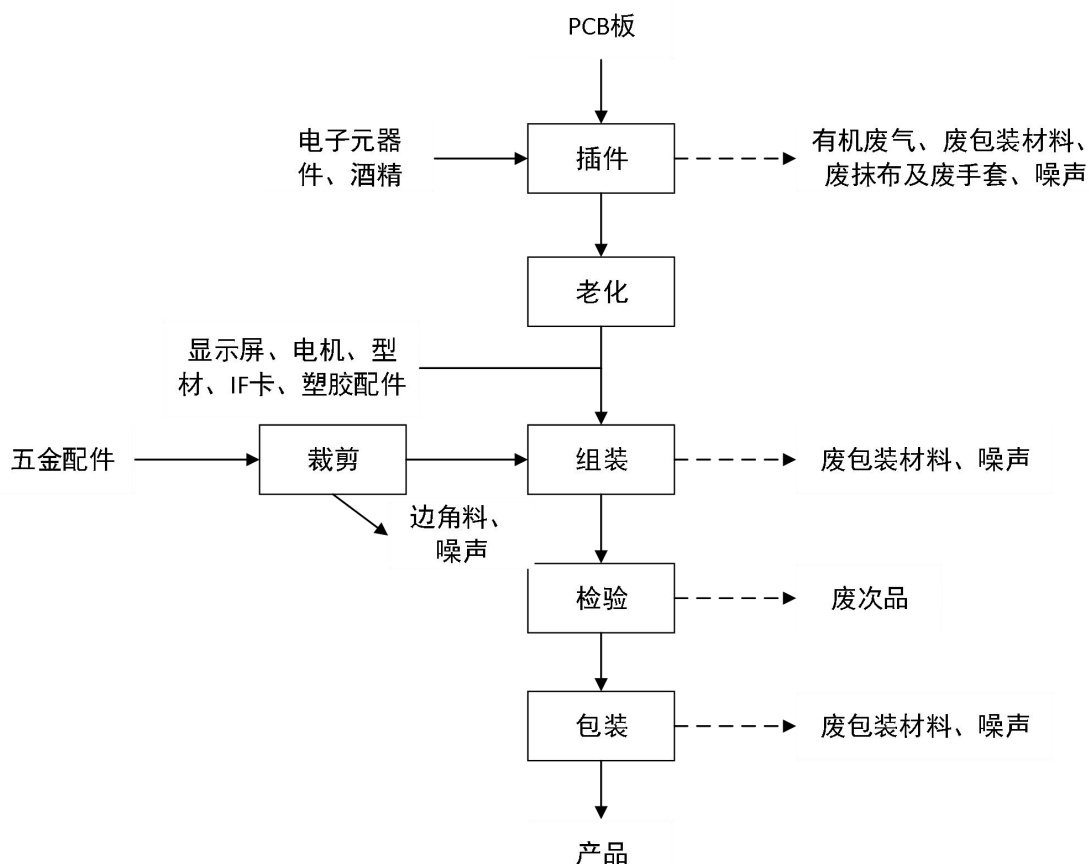 PCB板
电子元器
件、酒精
插件
有机废气、废包装材料、
废抹布及废手套、噪声
老化
显示屏、电机、型
材、IF卡、塑胶配件
五金配件
裁剪
组装
废包装材料、噪声
边角料、
噪声
检验
废次品
包装
废包装材料、噪声
产品